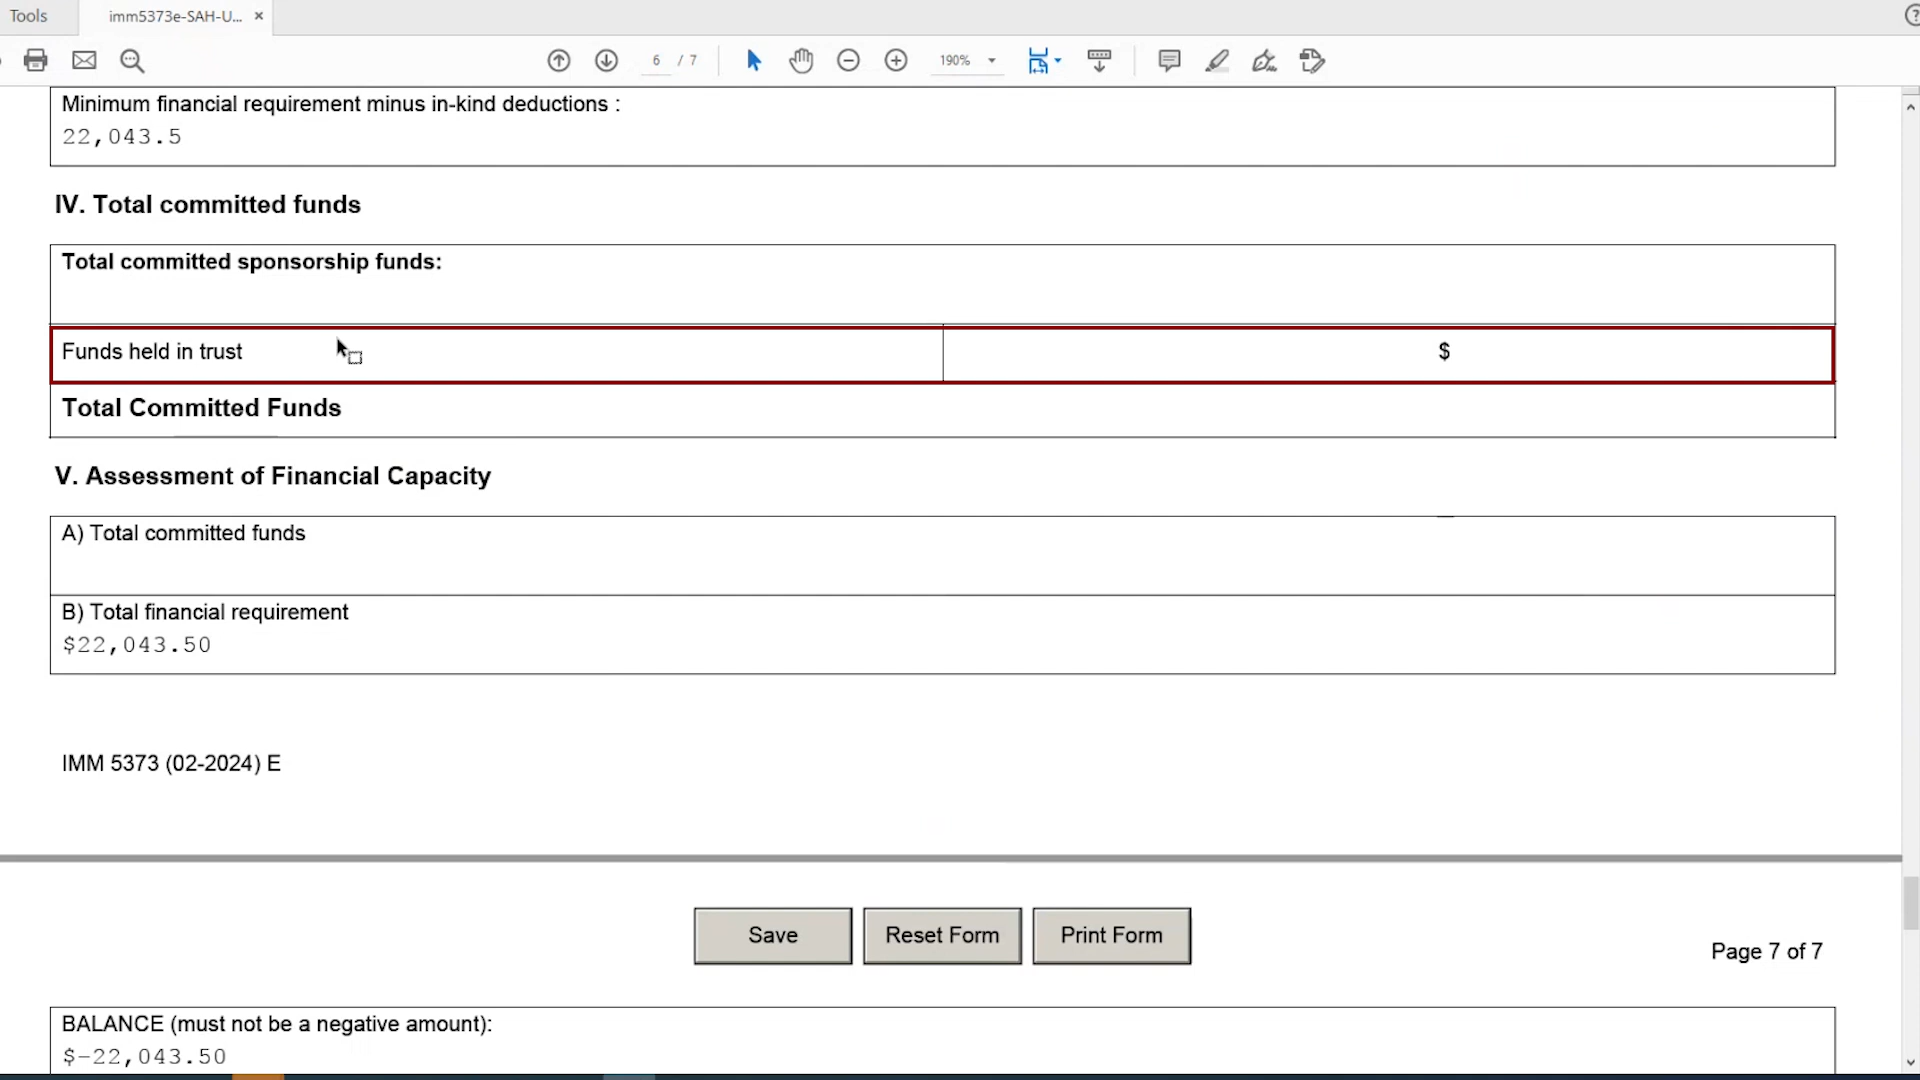 Tools
imm5373e-SAH-U... ×
6 / 7
190%
Minimum financial requirement minus in-kind deductions :
22,043.5
IV. Total committed funds
Total committed sponsorship funds:
Funds held in trust $
Total Committed Funds
V. Assessment of Financial Capacity
A) Total committed funds
B) Total financial requirement
$22,043.50
IMM 5373 (02-2024) E
Save Reset Form Print Form
Page 7 of 7
BALANCE (must not be a negative amount):
$-22,043.50